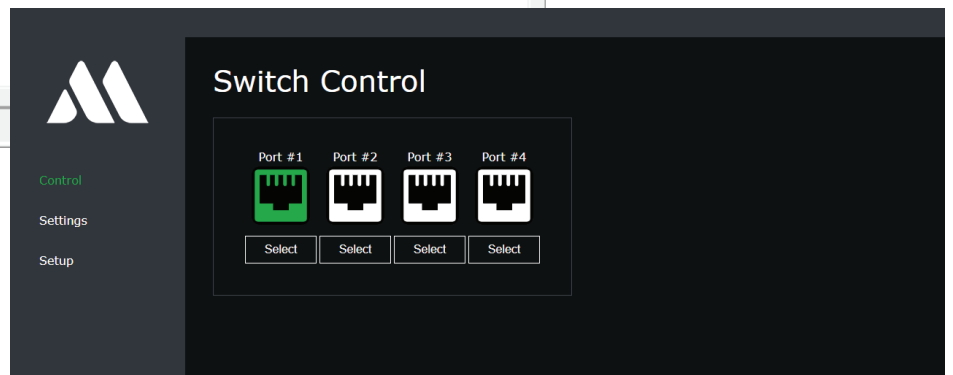 Switch Control
Port #1 Port #2 Port #3 Port #4
Select Select Select Select
Control
Settings
Setup